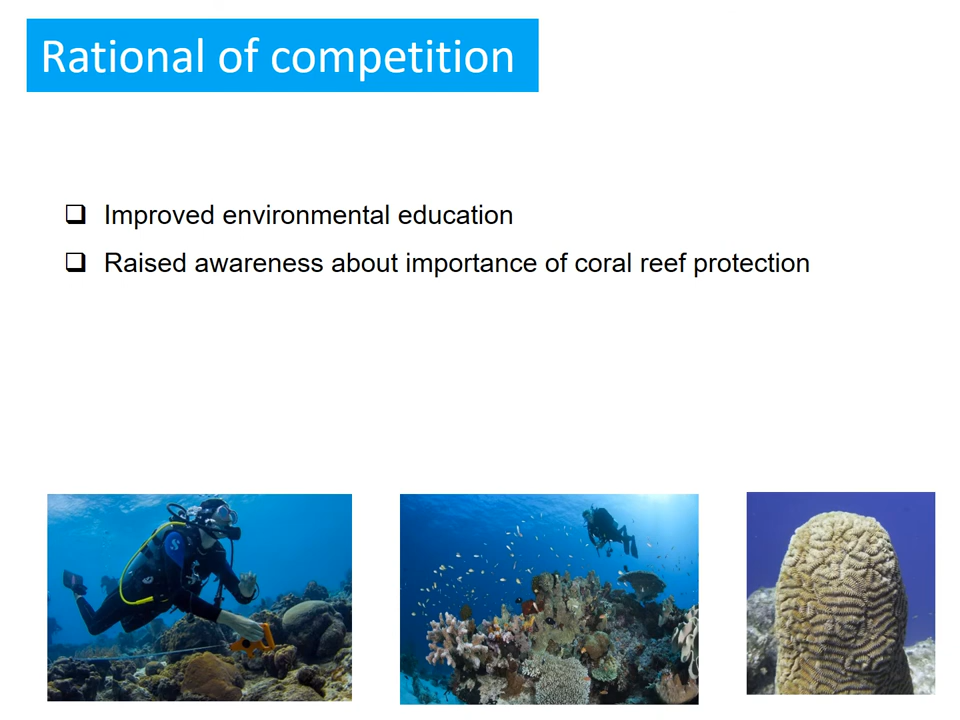 Rational of competition
Improved environmental education
Raised awareness about importance of coral reef protection